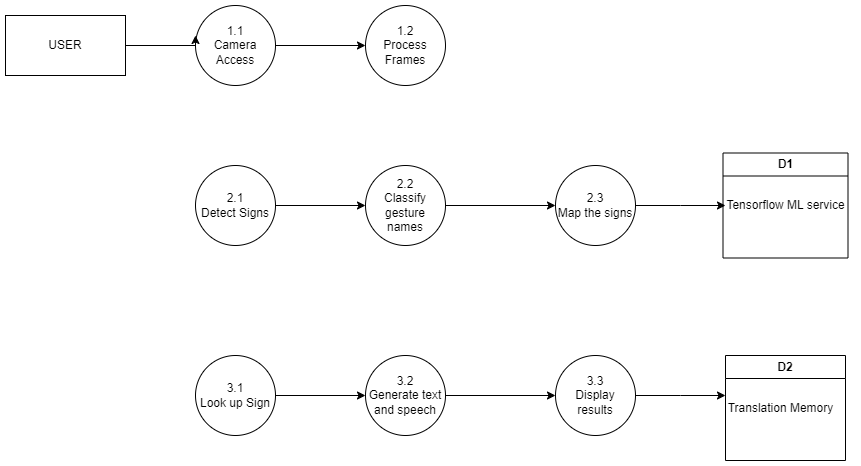 USER
1.1
Camera
Access
1.2
Process
Frames
2.1
Detect Signs
2.2
Classify
gesture
names
2.3
Map the signs
D1
Tensorflow ML service
3.1
Look up Sign
3.2
Generate text
and speech
3.3
Display
results
D2
Translation Memory